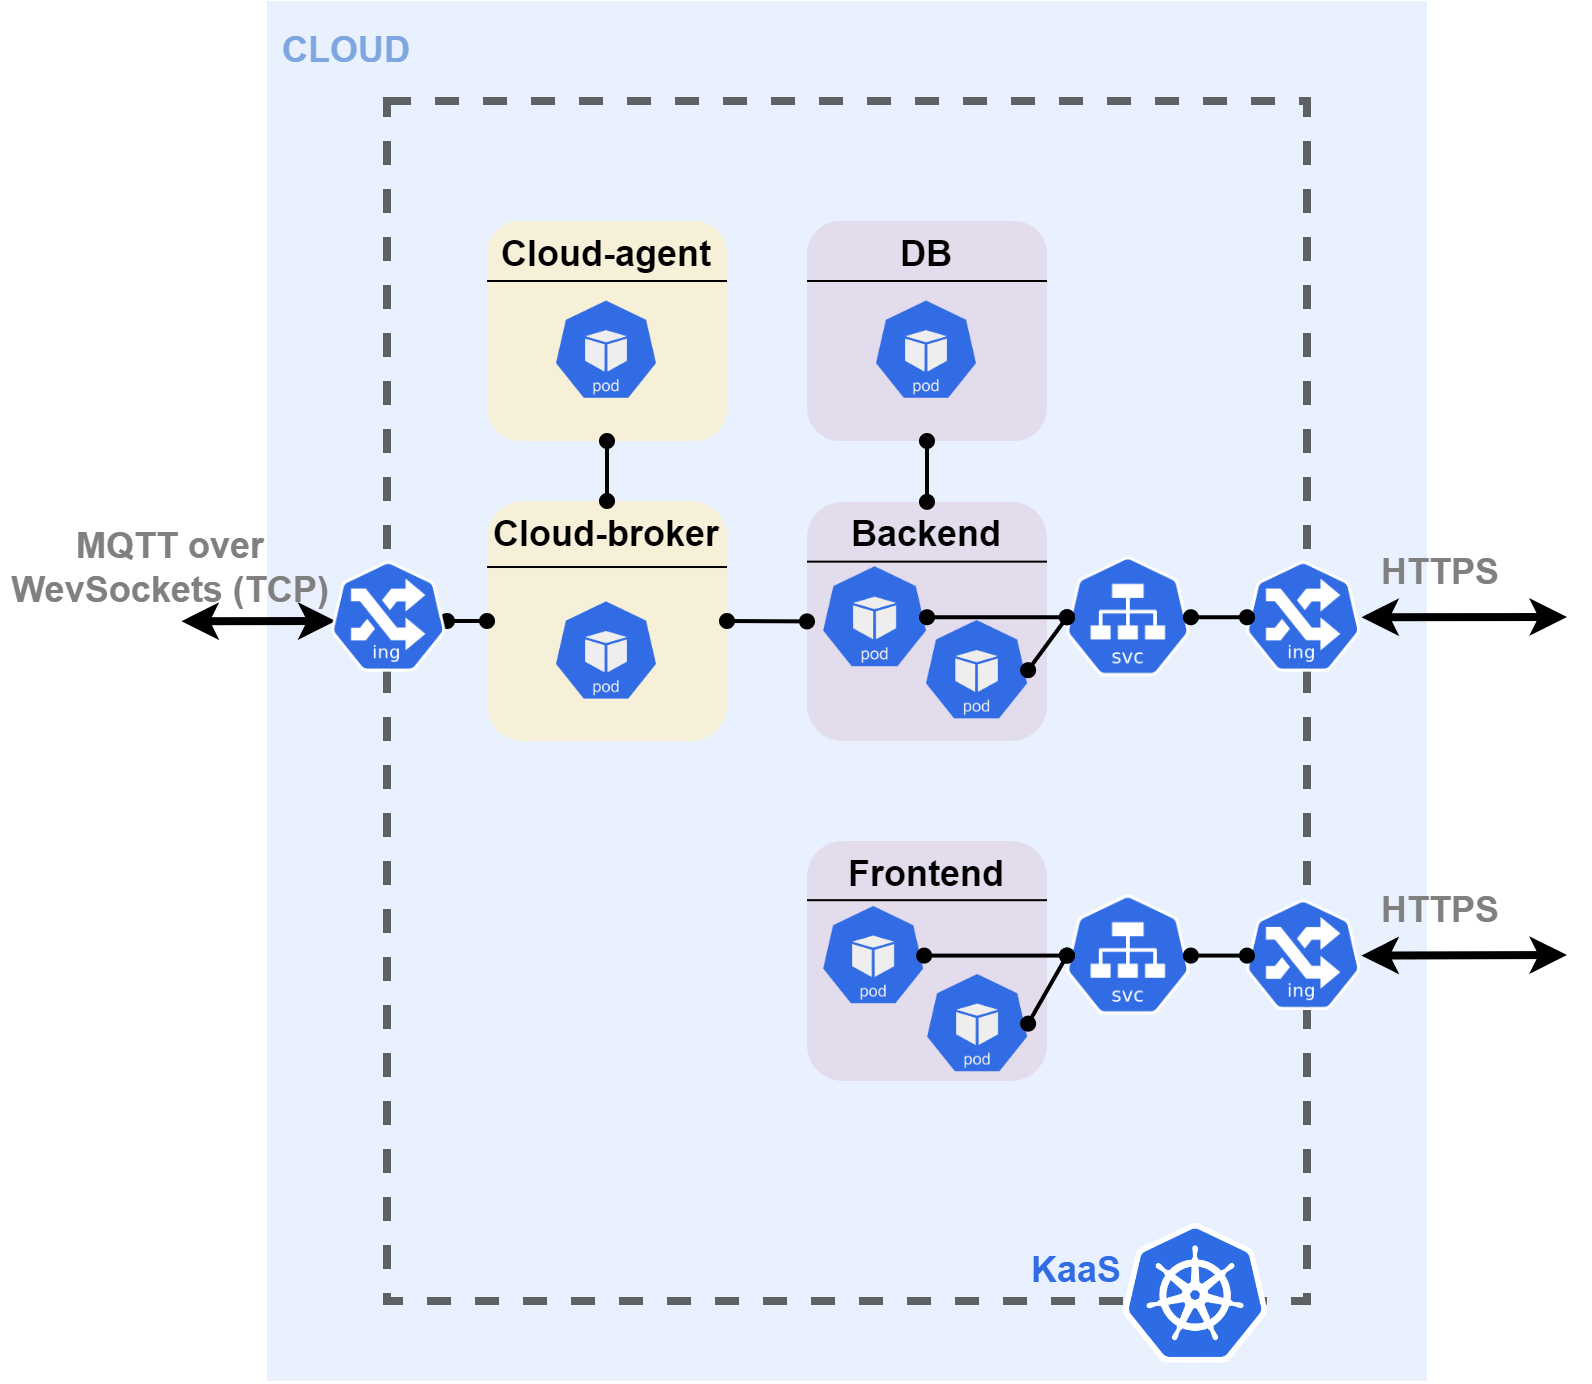 CLOUD
Cloud-agent
pod
DB
pod
MQTT over
WevSockets (TCP)
ing
Cloud-broker
pod
Backend
pod
pod
svc
ing
HTTPS
Frontend
pod
pod
svc
ing
HTTPS
KaaS